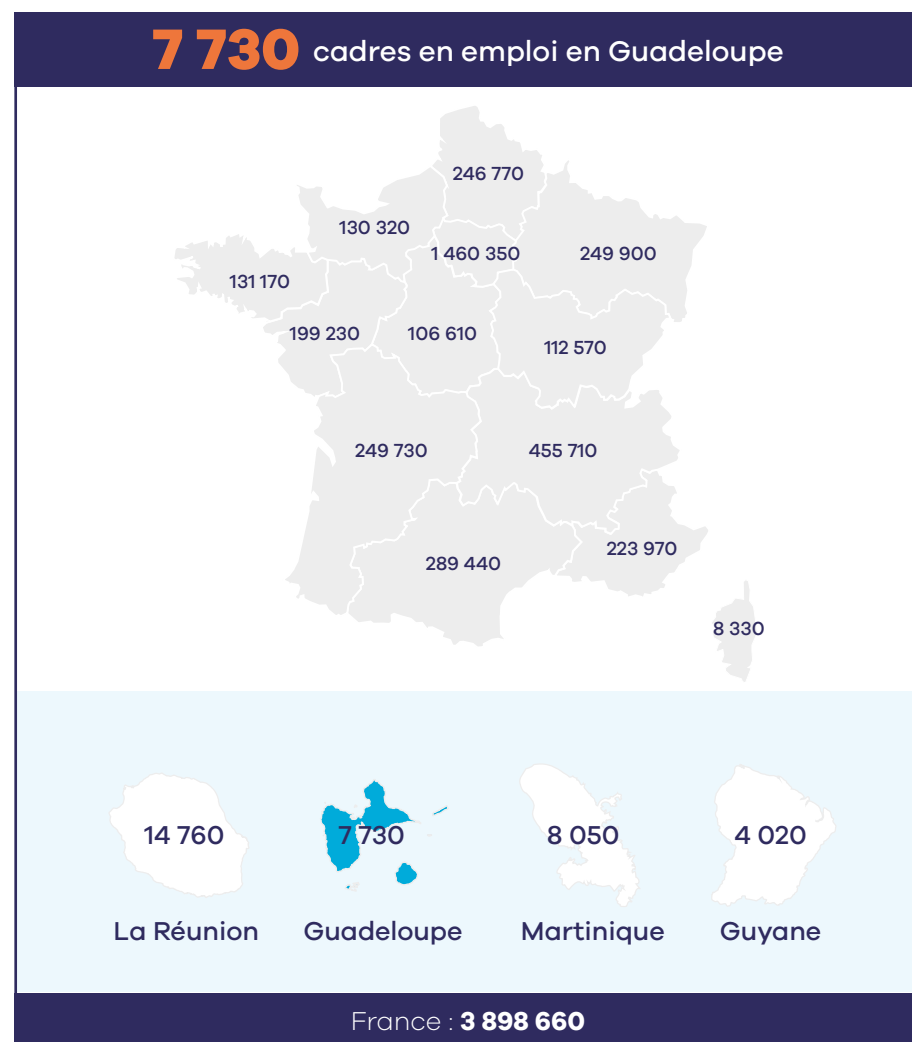 7 730 cadres en emploi en Guadeloupe
246 770
130 320
1 460 350
249 900
131 170
199 230
106 610
112 570
249 730
455 710
289 440
223 970
8 330
14 760
7 730
8 050
4 020
La Réunion
Guadeloupe
Martinique
Guyane
France : 3 898 660